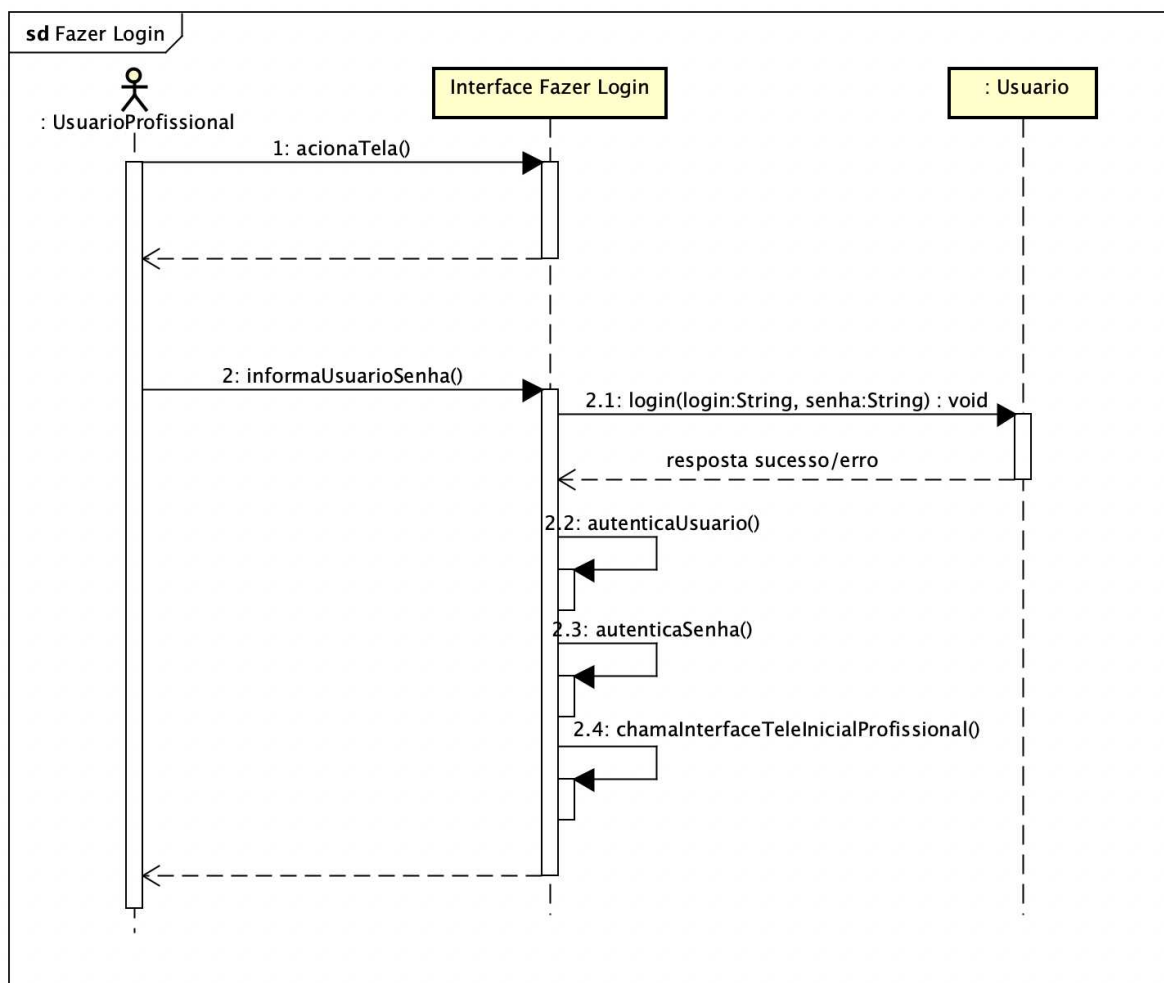 sd Fazer Login
: UsuarioProfissional
Interface Fazer Login
: Usuario
1: acionaTela()
2: informaUsuarioSenha()
2.1: login(login:String, senha:String) : void
resposta sucesso/erro
2.2: autenticaUsuario()
2.3: autenticaSenha()
2.4: chamaInterfaceTeleInicialProfissional()